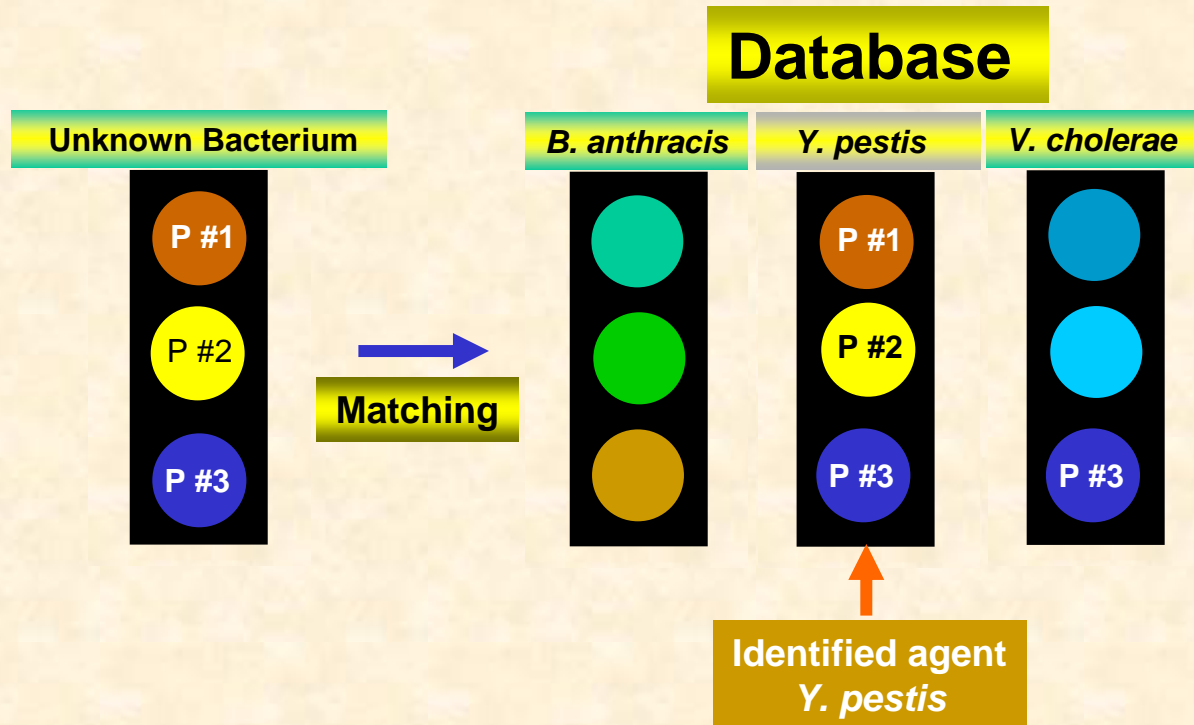 Database
Unknown Bacterium
B. anthracis
Y. pestis
V. cholerae
P #1
P #2
P #3
Matching
P #1
P #2
P #3
P #3
Identified agent
Y. pestis